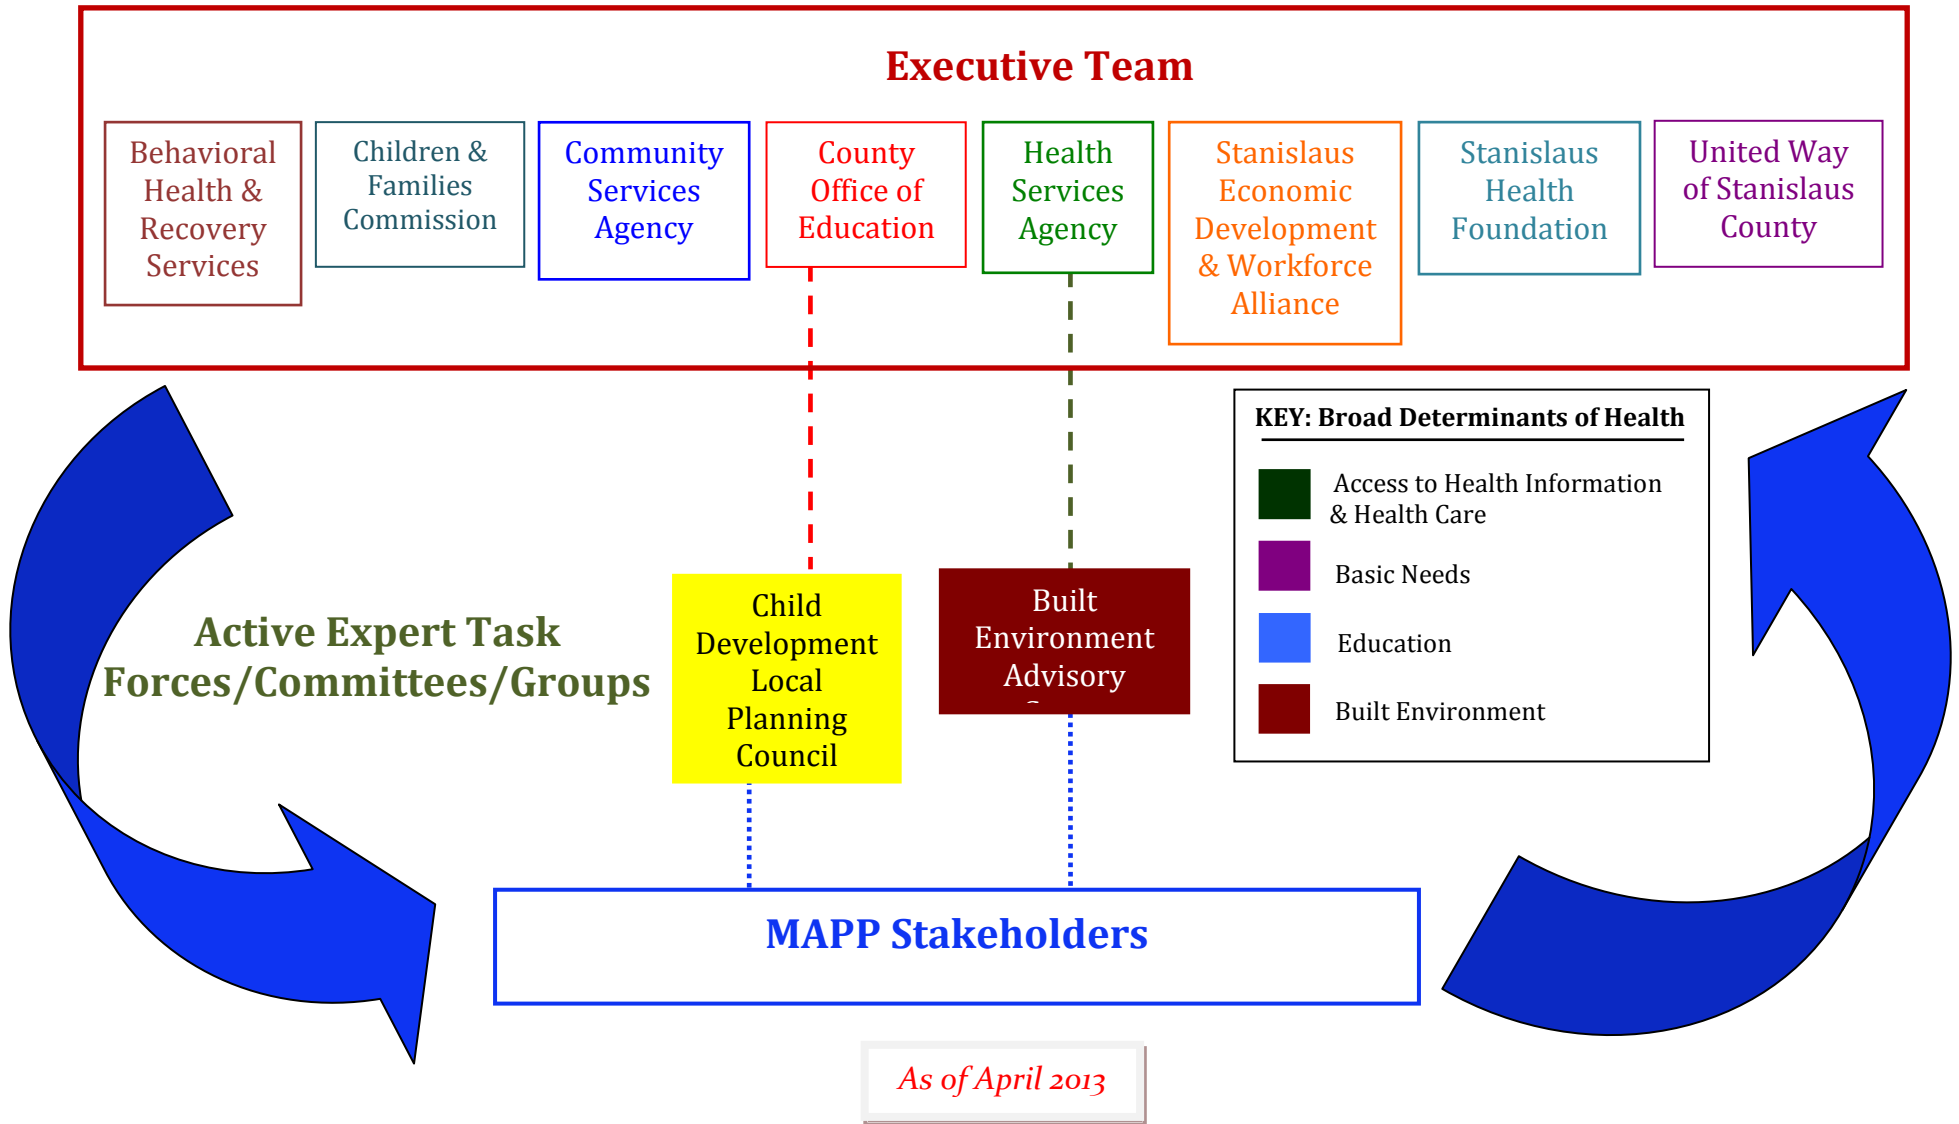 Executive Team
Behavioral
Health &
Recovery
Services
Children &
Families
Commission
Community
Services
Agency
County
Office of
Education
Health
Services
Agency
Stanislaus
Economic
Development
& Workforce
Alliance
Stanislaus
Health
Foundation
United Way
of Stanislaus
County
KEY: Broad Determinants of Health
Access to Health Information
& Health Care
Basic Needs
Education
Built Environment
Active Expert Task
Forces/Committees/Groups
Child
Development
Local
Planning
Council
Built
Environment
Advisory
MAPP Stakeholders
As of April 2013